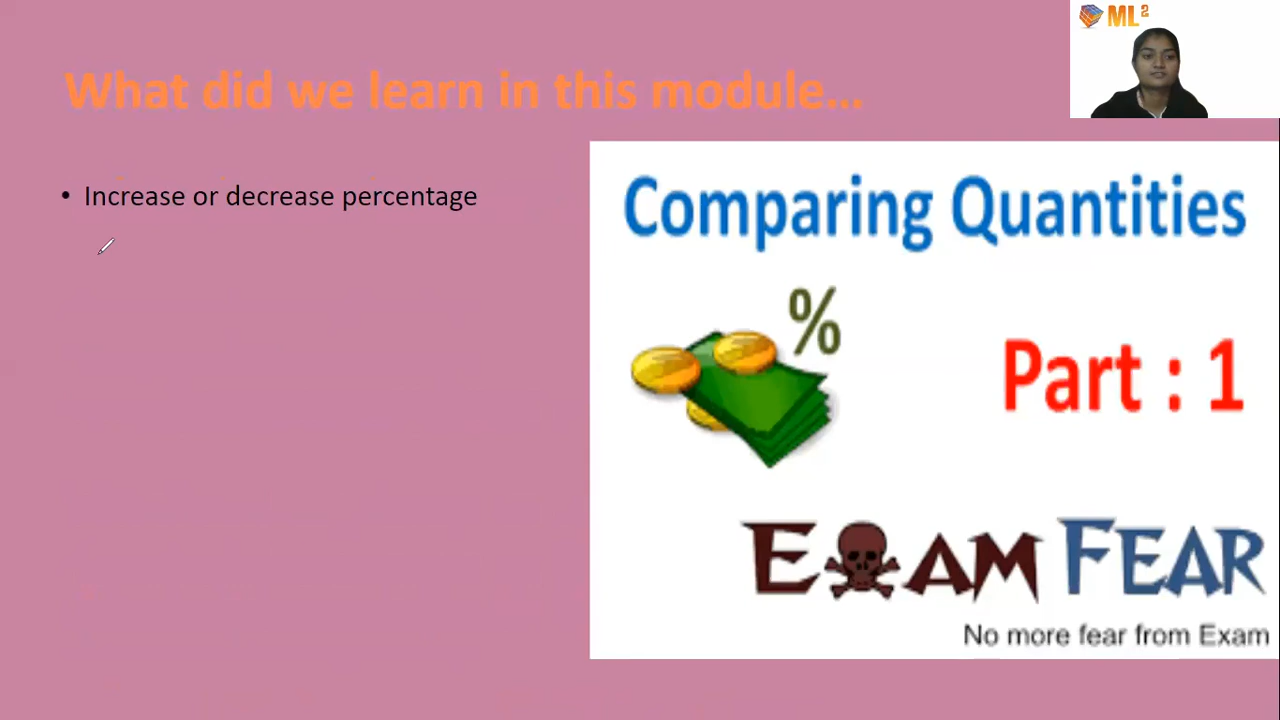 ML²
What did we learn in this module...
• Increase or decrease percentage
Comparing Quantities
%
Part : 1
EXAM FEAR
No more fear from Exam